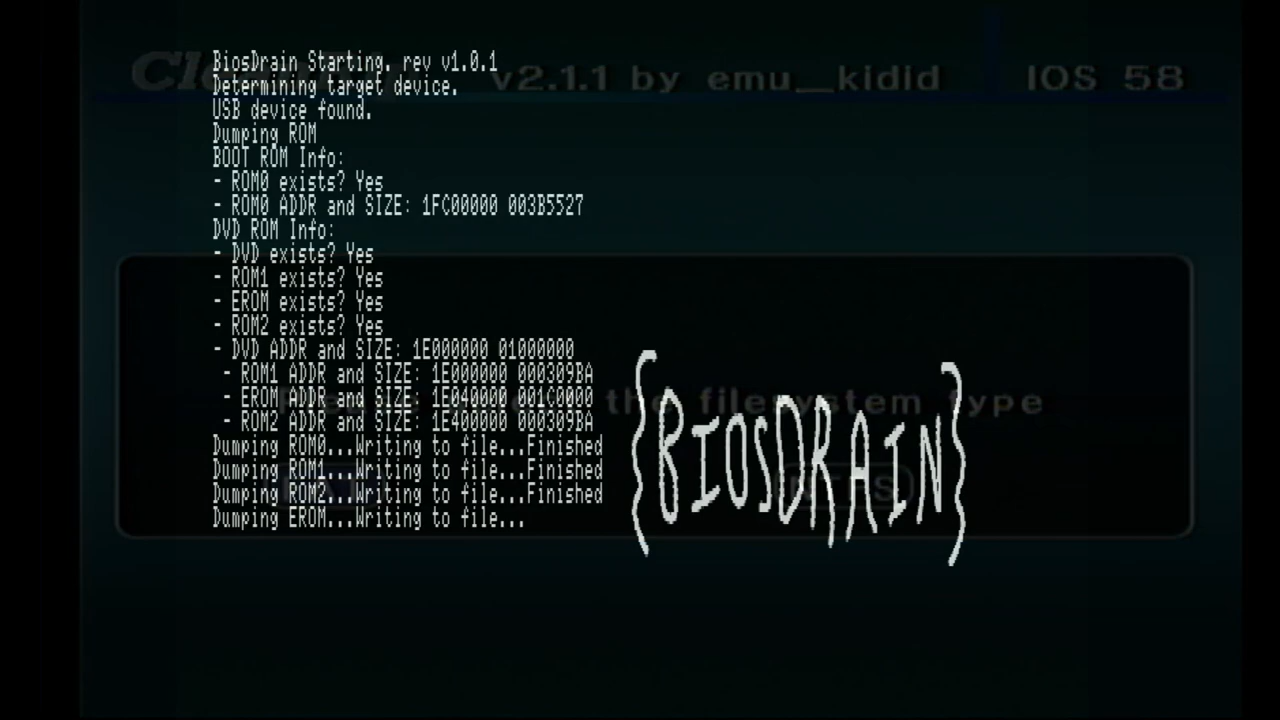 BiosDrain Starting. rev v1.0.1
v2.1.1 by emu_kidid IOS 58
Determining target device.
USB device found.
Dumping ROM
BOOT ROM Info:
- ROM0 exists? Yes
- ROM0 ADDR and SIZE: 1FC00000 003B5527
DVD ROM Info:
- DVD exists? Yes
- ROM1 exists? Yes
- EROM exists? Yes
- ROM2 exists? Yes
- DVD ADDR and SIZE: 1E000000 01000000
- ROM1 ADDR and SIZE: 1E000000 000309BA
- EROM ADDR and SIZE: 1E040000 001C0000
the filesystem type
- ROM2 ADDR and SIZE: 1E400000 000309BA
Dumping ROM0...Writing to file...Finished
Dumping ROM1...Writing to file...Finished
Dumping ROM2...Writing to file...Finished
Dumping EROM...Writing to file...
{BIOSDRAIN}